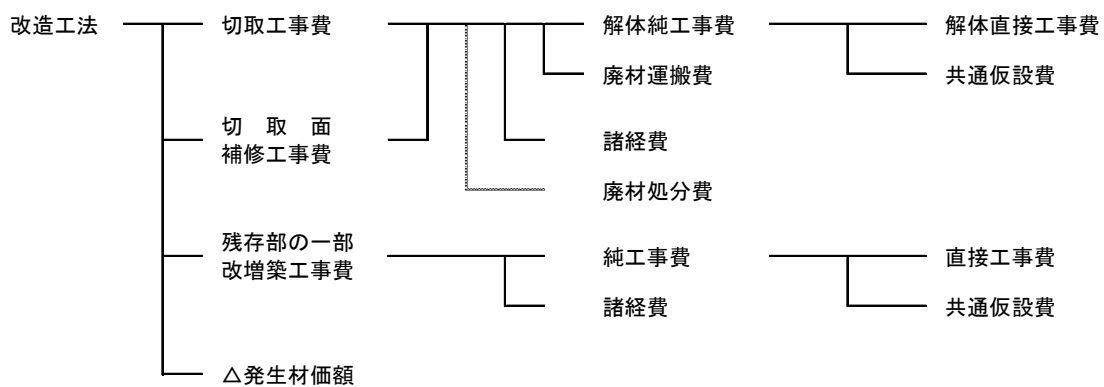 改造工法 切取工事費 解体純工事費 解体直接工事費
廃材運搬費 共通仮設費
切 取 面
補修工事費
諸経費
廃材処分費
残存部の一部
改増築工事費
純工事費 直接工事費
諸経費 共通仮設費
△発生材価額